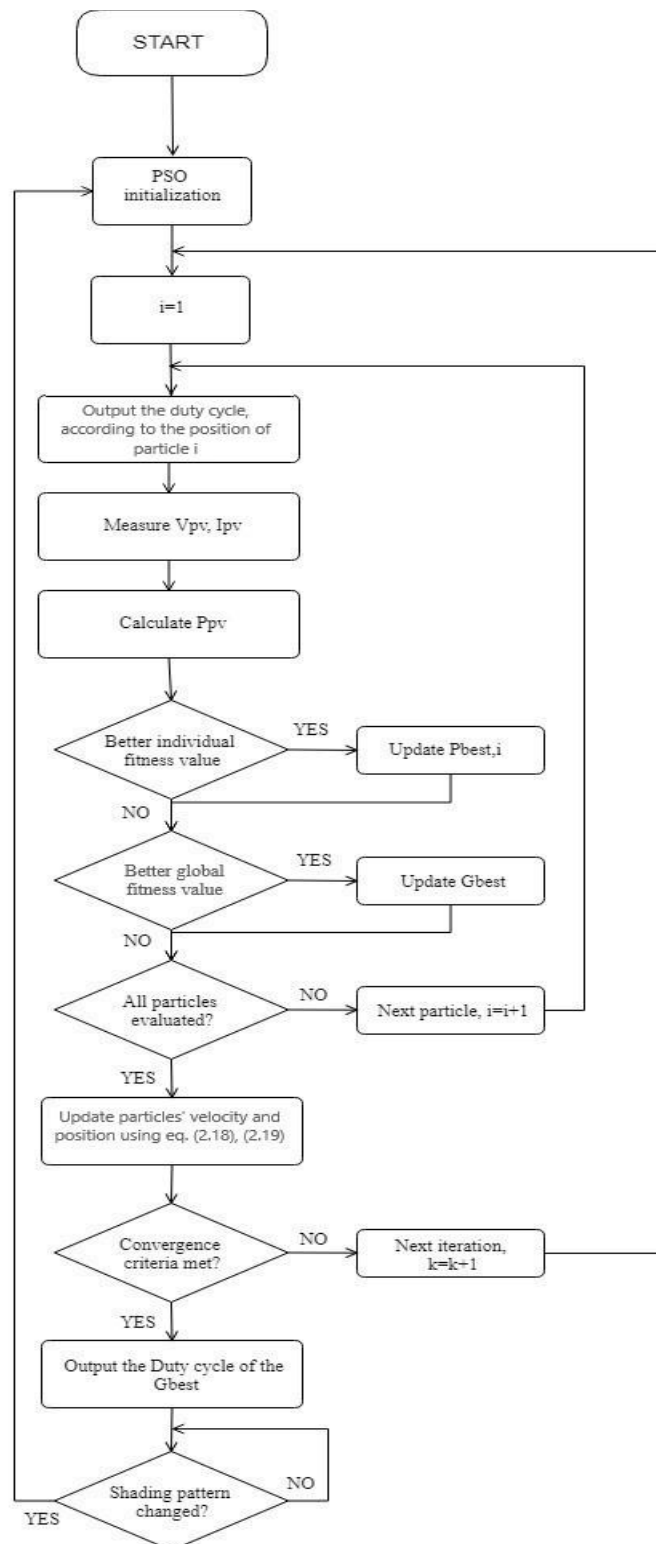 START
PSO
initialization
i=1
Output the duty cycle,
according to the position of
particle i
Measure Vpv, Ipv
Calculate Ppv
Better individual
fitness value
YES
Update Pbest,i
NO
Better global
fitness value
YES
Update Gbest
NO
All particles
evaluated?
NO
Next particle, i=i+1
YES
Update particles' velocity and
position using eq. (2.18), (2.19)
Convergence
criteria met?
NO
Next iteration,
k=k+1
YES
Output the Duty cycle of the
Gbest
Shading pattern
changed?
NO
YES